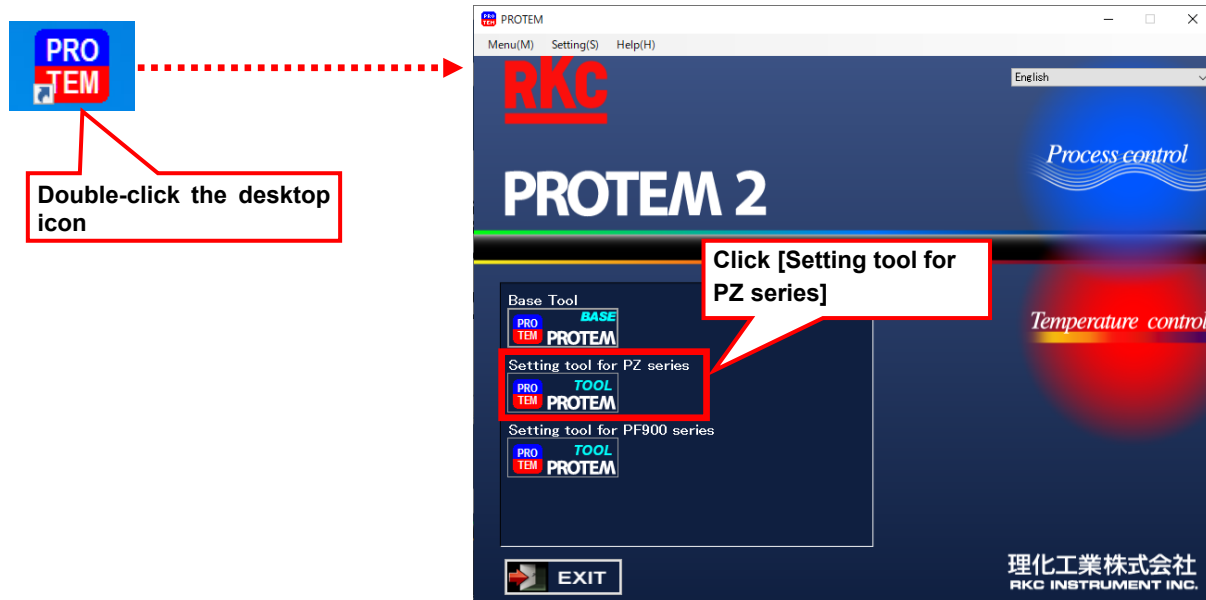 PRO
TEM
Double-click the desktop
icon
PROTEM
Menu(M) Setting(S) Help(H)
RKC
English
Process control
PROTEM 2
Click [Setting tool for
PZ series]
Temperature control
Base Tool
PRO
TEM
BASE
PROTEM
Setting tool for PZ series
PRO
TEM
TOOL
PROTEM
Setting tool for PF900 series
PRO
TEM
TOOL
PROTEM
EXIT
理化工業株式会社
RKC INSTRUMENT INC.